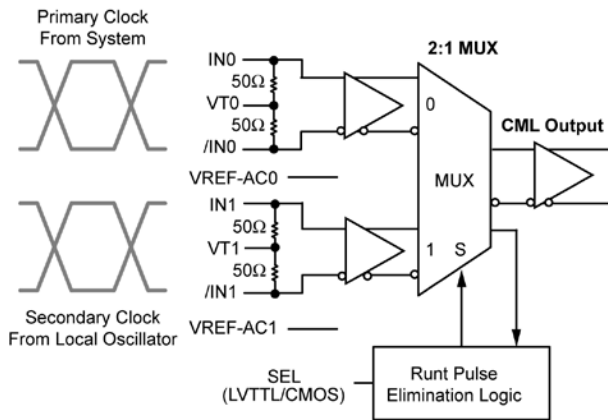 Primary Clock
From System
IN0
50Ω
VT0
50Ω
/IN0
VREF-AC0
IN1
50Ω
VT1
50Ω
/IN1
VREF-AC1
Secondary Clock
From Local Oscillator
2:1 MUX
0
MUX
1
S
CML Output
SEL
(LVTTL/CMOS)
Runt Pulse
Elimination Logic